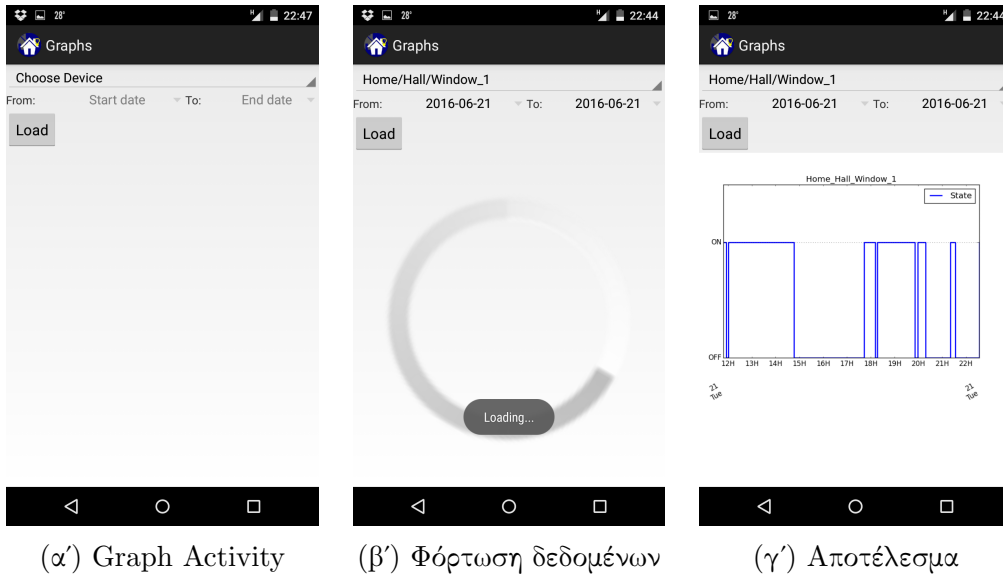 28° H 22:47
Graphs
Choose Device
From: Start date To: End date
Load
(α΄) Graph Activity
28° H 22:44
Graphs
Home/Hall/Window_1
From: 2016-06-21 To: 2016-06-21
Load
Loading...
(β΄) Φόρτωση δεδομένων
28° H 22:44
Graphs
Home/Hall/Window_1
From: 2016-06-21 To: 2016-06-21
Load
Home_Hall_Window_1
State
ON
OFF
12H 13H 14H 15H 16H 17H 18H 19H 20H 21H 22H
21 21
Tue Tue
(γ΄) Αποτέλεσμα